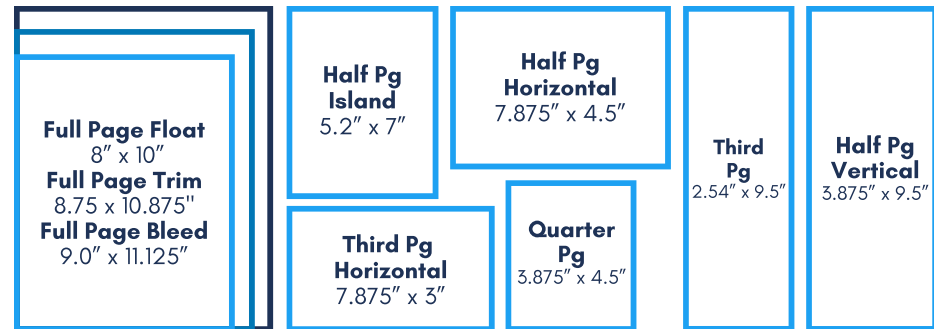 Full Page Float
8” x 10”
Full Page Trim
8.75 x 10.875"
Full Page Bleed
9.0” x 11.125”
Half Pg
Island
5.2” x 7”
Third Pg
Horizontal
7.875” x 3”
Half Pg
Horizontal
7.875” x 4.5”
Quarter
Pg
3.875” x 4.5”
Third
Pg
2.54” x 9.5”
Half Pg
Vertical
3.875” x 9.5”